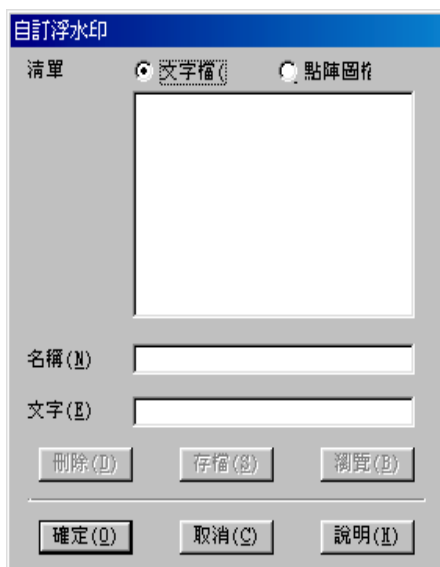 自訂浮水印
清單 文字檔( 點陣圖檔
名稱(N)
文字(E)
刪除(D) 存檔(S) 瀏覽(B)
確定(O) 取消(C) 說明(H)